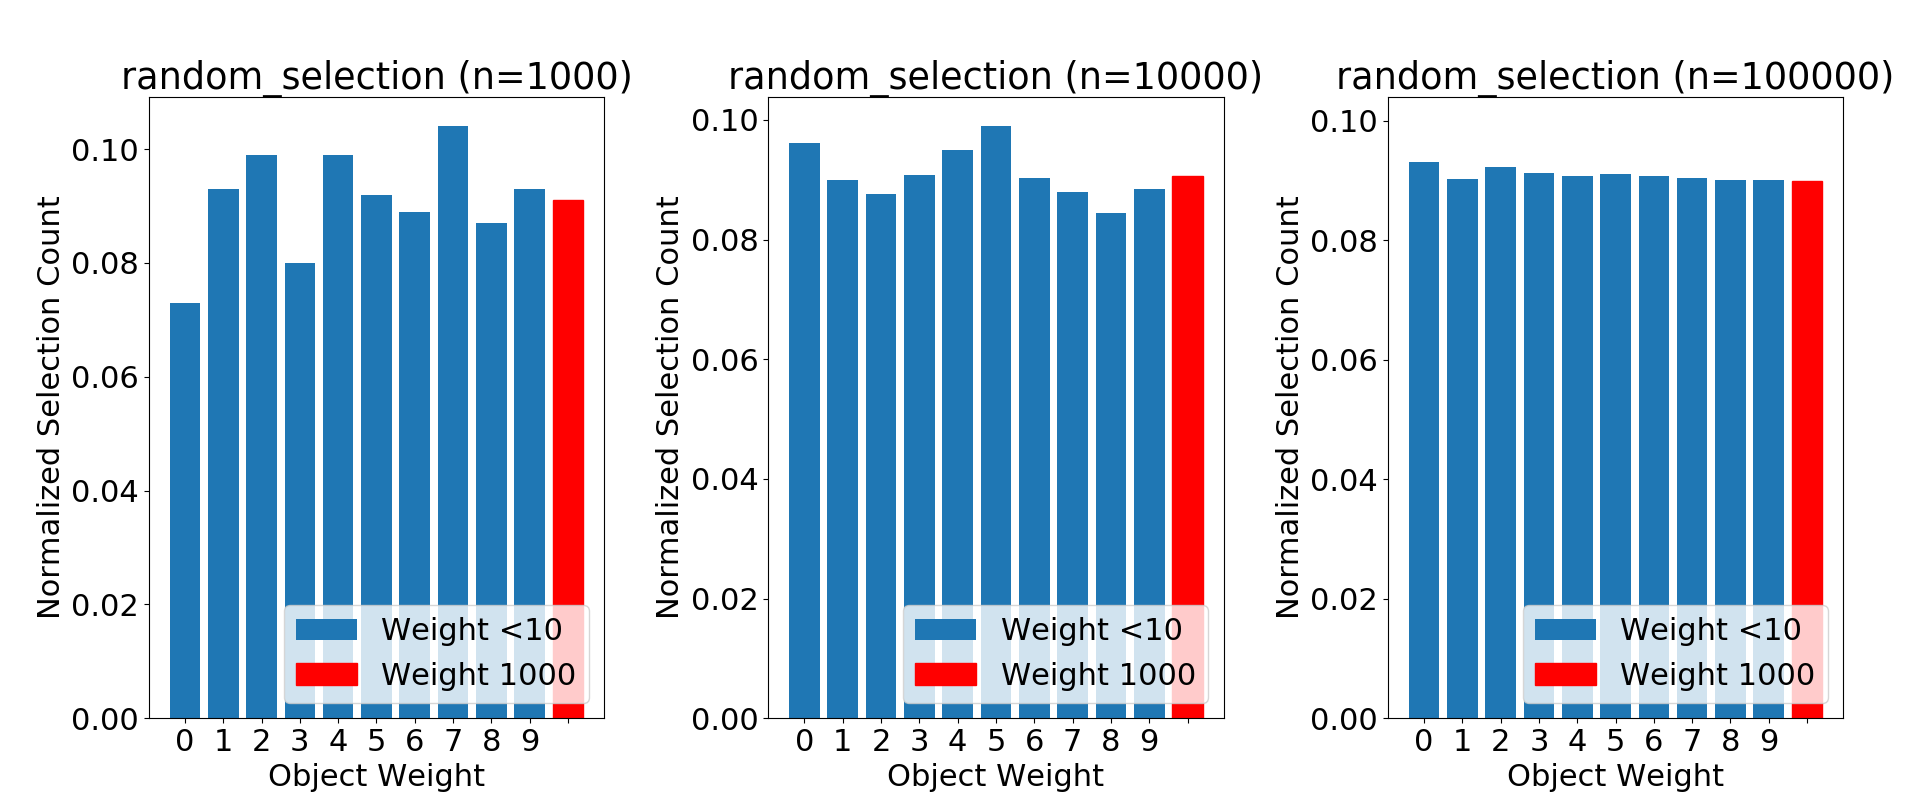 random_selection (n=1000)
Normalized Selection Count
0.10
0.08
0.06
0.04
0.02
0.00
Weight <10
Weight 1000
0 1 2 3 4 5 6 7 8 9
Object Weight
random_selection (n=10000)
Normalized Selection Count
0.10
0.08
0.06
0.04
0.02
0.00
Weight <10
Weight 1000
0 1 2 3 4 5 6 7 8 9
Object Weight
random_selection (n=100000)
Normalized Selection Count
0.10
0.08
0.06
0.04
0.02
0.00
Weight <10
Weight 1000
0 1 2 3 4 5 6 7 8 9
Object Weight